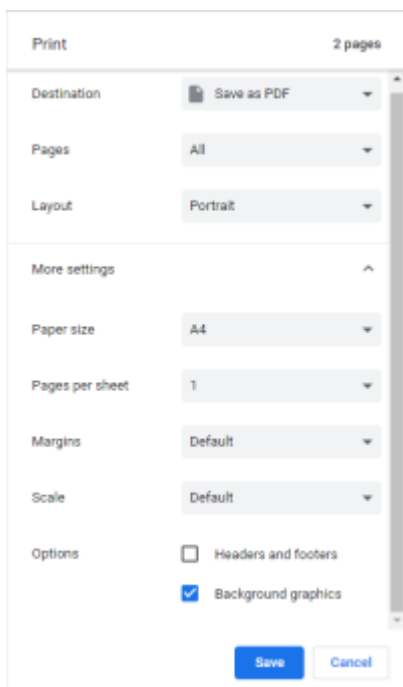 Print 2 pages
Destination Save as PDF
Pages All
Layout Portrait
More settings
Paper size A4
Pages per sheet 1
Margins Default
Scale Default
Options Headers and footers
Background graphics
Save Cancel